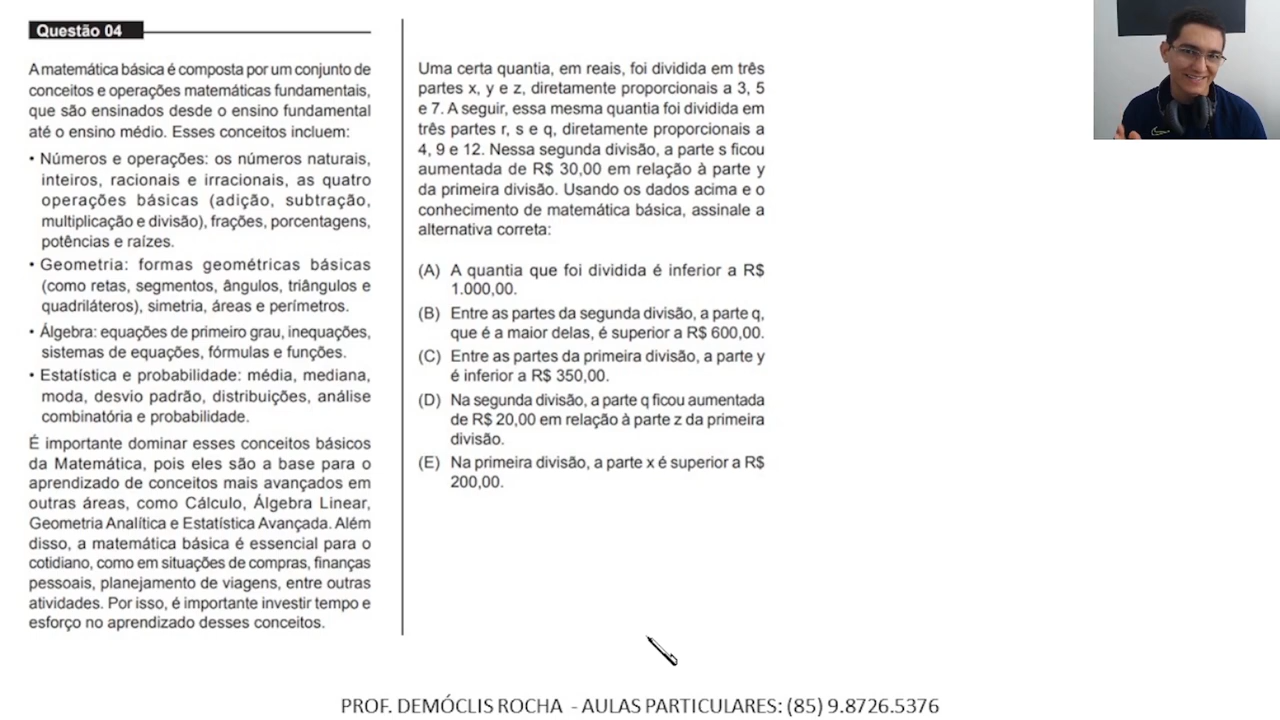 Questão 04
A matemática básica é composta por um conjunto de
conceitos e operações matemáticas fundamentais,
que são ensinados desde o ensino fundamental
até o ensino médio. Esses conceitos incluem:
• Números e operações: os números naturais,
inteiros, racionais e irracionais, as quatro
operações básicas (adição, subtração,
multiplicação e divisão), frações, porcentagens,
potências e raízes.
• Geometria: formas geométricas básicas
(como retas, segmentos, ângulos, triângulos e
quadriláteros), simetria, áreas e perímetros.
• Álgebra: equações de primeiro grau, inequações,
sistemas de equações, fórmulas e funções.
• Estatística e probabilidade: média, mediana,
moda, desvio padrão, distribuições, análise
combinatória e probabilidade.
É importante dominar esses conceitos básicos
da Matemática, pois eles são a base para o
aprendizado de conceitos mais avançados em
outras áreas, como Cálculo, Álgebra Linear,
Geometria Analítica e Estatística Avançada. Além
disso, a matemática básica é essencial para o
cotidiano, como em situações de compras, finanças
pessoais, planejamento de viagens, entre outras
atividades. Por isso, é importante investir tempo e
esforço no aprendizado desses conceitos.
Uma certa quantia, em reais, foi dividida em três
partes x, y e z, diretamente proporcionais a 3, 5
e 7. A seguir, essa mesma quantia foi dividida em
três partes r, s e q, diretamente proporcionais a
4, 9 e 12. Nessa segunda divisão, a parte s ficou
aumentada de R$ 30,00 em relação à parte y
da primeira divisão. Usando os dados acima e o
conhecimento de matemática básica, assinale a
alternativa correta:
(A) A quantia que foi dividida é inferior a R$
1.000,00.
(B) Entre as partes da segunda divisão, a parte q,
que é a maior delas, é superior a R$ 600,00.
(C) Entre as partes da primeira divisão, a parte y
é inferior a R$ 350,00.
(D) Na segunda divisão, a parte q ficou aumentada
de R$ 20,00 em relação à parte z da primeira
divisão.
(E) Na primeira divisão, a parte x é superior a R$
200,00.
PROF. DEMÓCLIS ROCHA - AULAS PARTICULARES: (85) 9.8726.5376